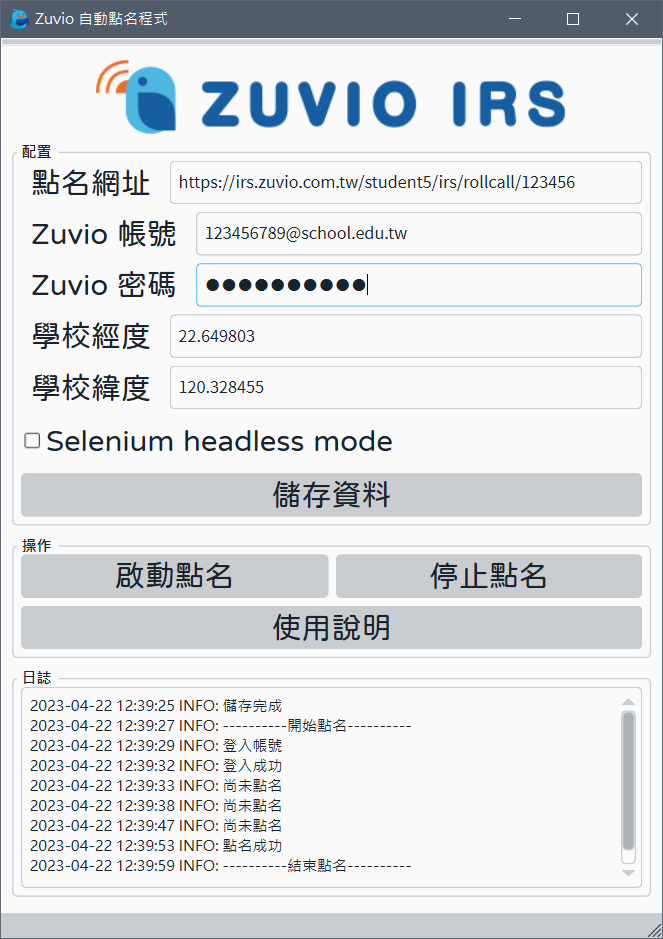 Zuvio 自動點名程式
ZUVIO IRS
配置
點名網址 https://irs.zuvio.com.tw/student5/irs/rollcall/123456
Zuvio 帳號 123456789@school.edu.tw
Zuvio 密碼 ●●●●●●●●●●
學校經度 22.649803
學校緯度 120.328455
Selenium headless mode
儲存資料
操作
啟動點名 停止點名
使用說明
日誌
2023-04-22 12:39:25 INFO: 儲存完成
2023-04-22 12:39:27 INFO: ----------開始點名----------
2023-04-22 12:39:29 INFO: 登入帳號
2023-04-22 12:39:32 INFO: 登入成功
2023-04-22 12:39:33 INFO: 尚未點名
2023-04-22 12:39:38 INFO: 尚未點名
2023-04-22 12:39:47 INFO: 尚未點名
2023-04-22 12:39:53 INFO: 點名成功
2023-04-22 12:39:59 INFO: ----------結束點名----------